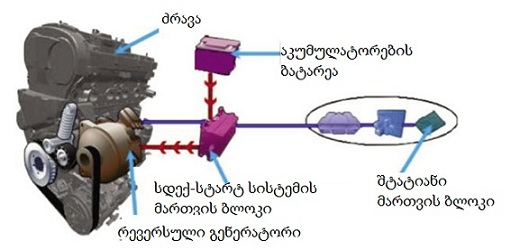 ძრავა
აკუმულატორების
ბატარეა
სდექ-სტარტ სისტემის
მართვის ბლოკი
შტატიანი
მართვის ბლოკი
რევერსული გენერატორი